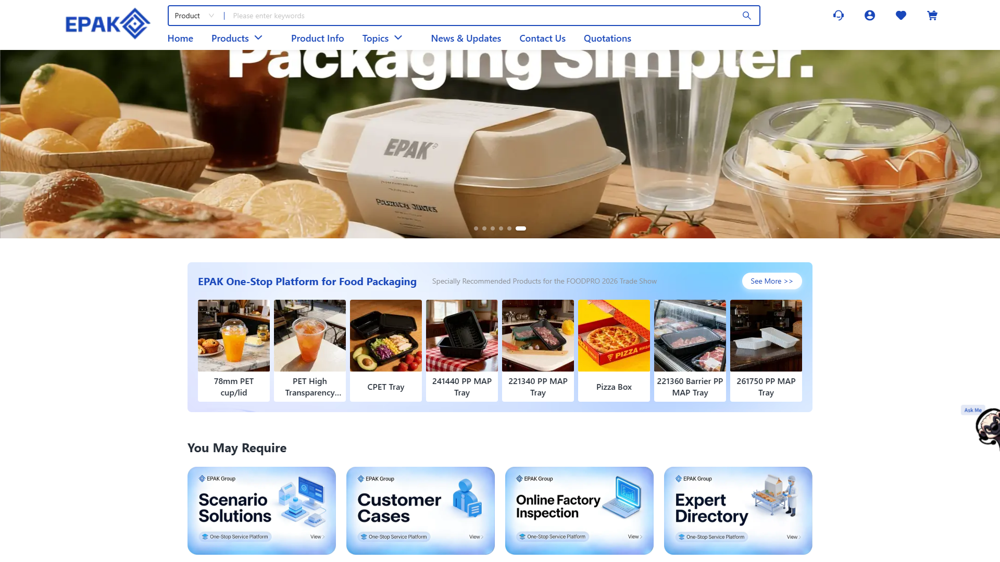 EPAK
Product
Please enter keywords
Home
Products
Product Info
Topics
News & Updates
Contact Us
Quotations
Packaging Simpler.
EPAK
EPAK One-Stop Platform for Food Packaging
Specially Recommended Products for the FOODPRO 2026 Trade Show
See More >>
PIZZA
78mm PET
cup/lid
PET High
Transparency...
CPET Tray
241440 PP MAP
Tray
221340 PP MAP
Tray
Pizza Box
221360 Barrier PP
MAP Tray
261750 PP MAP
Tray
Ask Me
You May Require
EPAK Group
Scenario
Solutions
One-Stop Service Platform
View >
EPAK Group
Customer
Cases
One-Stop Service Platform
View >
EPAK Group
Online Factory
Inspection
One-Stop Service Platform
View >
EPAK Group
Expert
Directory
One-Stop Service Platform
View >